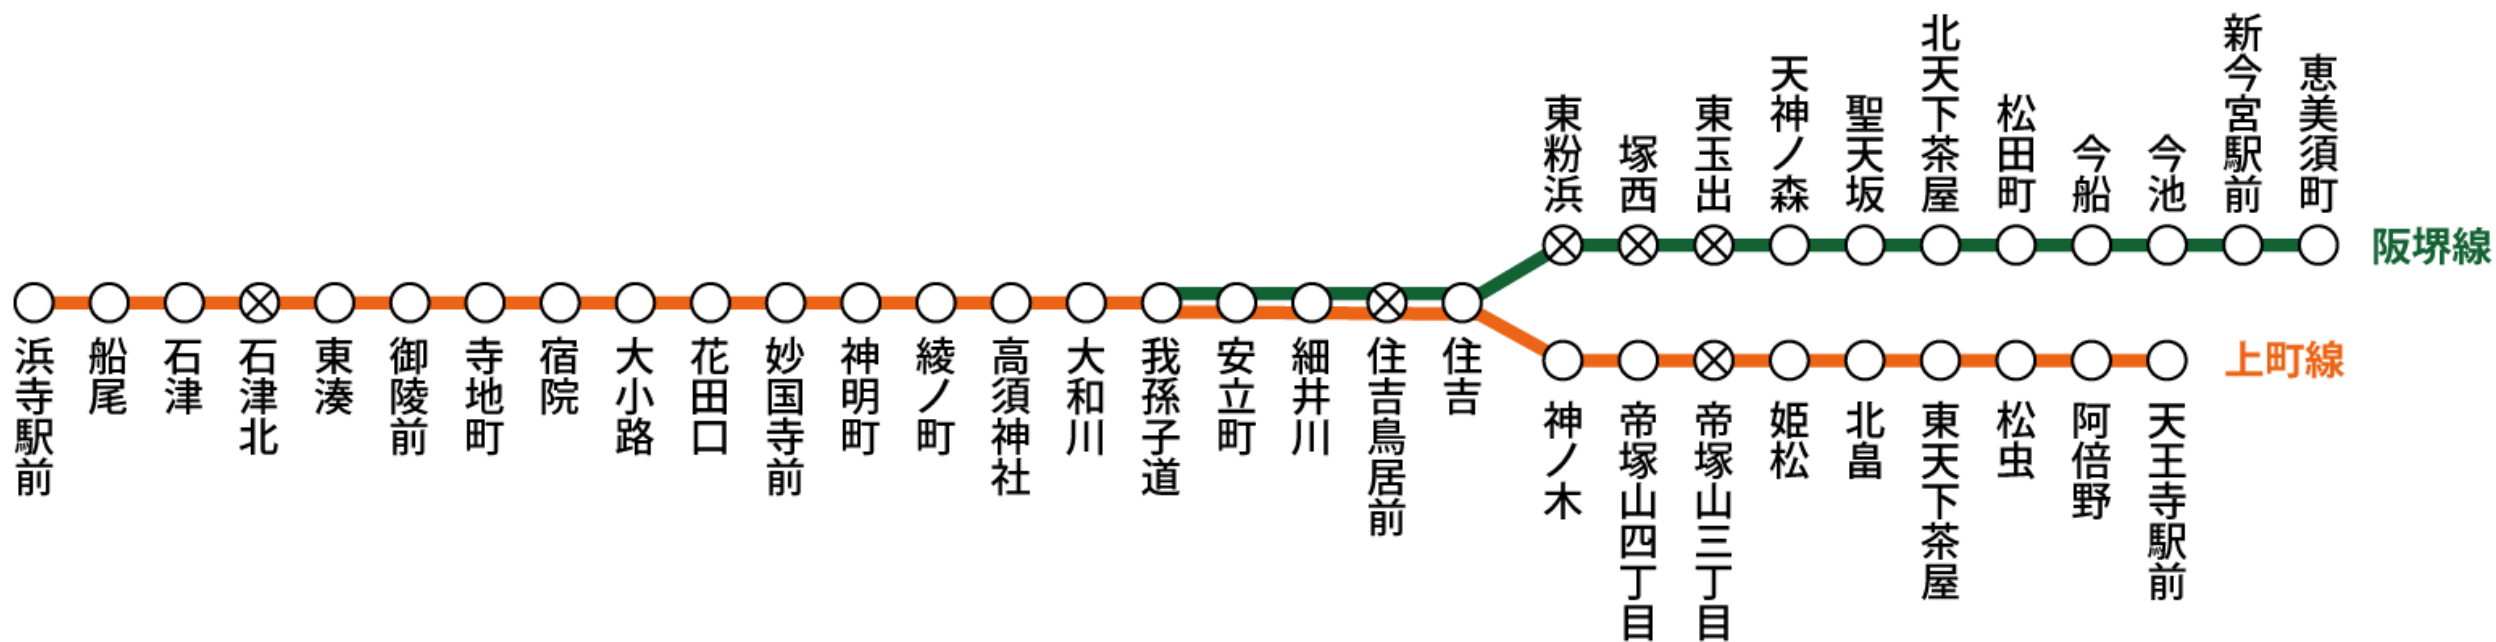 東粉浜
塚西
東玉出
天神ノ森
聖天坂
北天下茶屋
松田町
今船
今池
新今宮駅前
恵美須町
阪堺線
浜寺駅前
船尾
石津
石津北
東湊
御陵前
寺地町
宿院
大小路
花田口
妙国寺前
神明町
綾ノ町
高須神社
大和川
我孫子道
安立町
細井川
住吉鳥居前
住吉
神ノ木
帝塚山四丁目
帝塚山三丁目
姫松
北畠
東天下茶屋
松虫
阿倍野
天王寺駅前
上町線